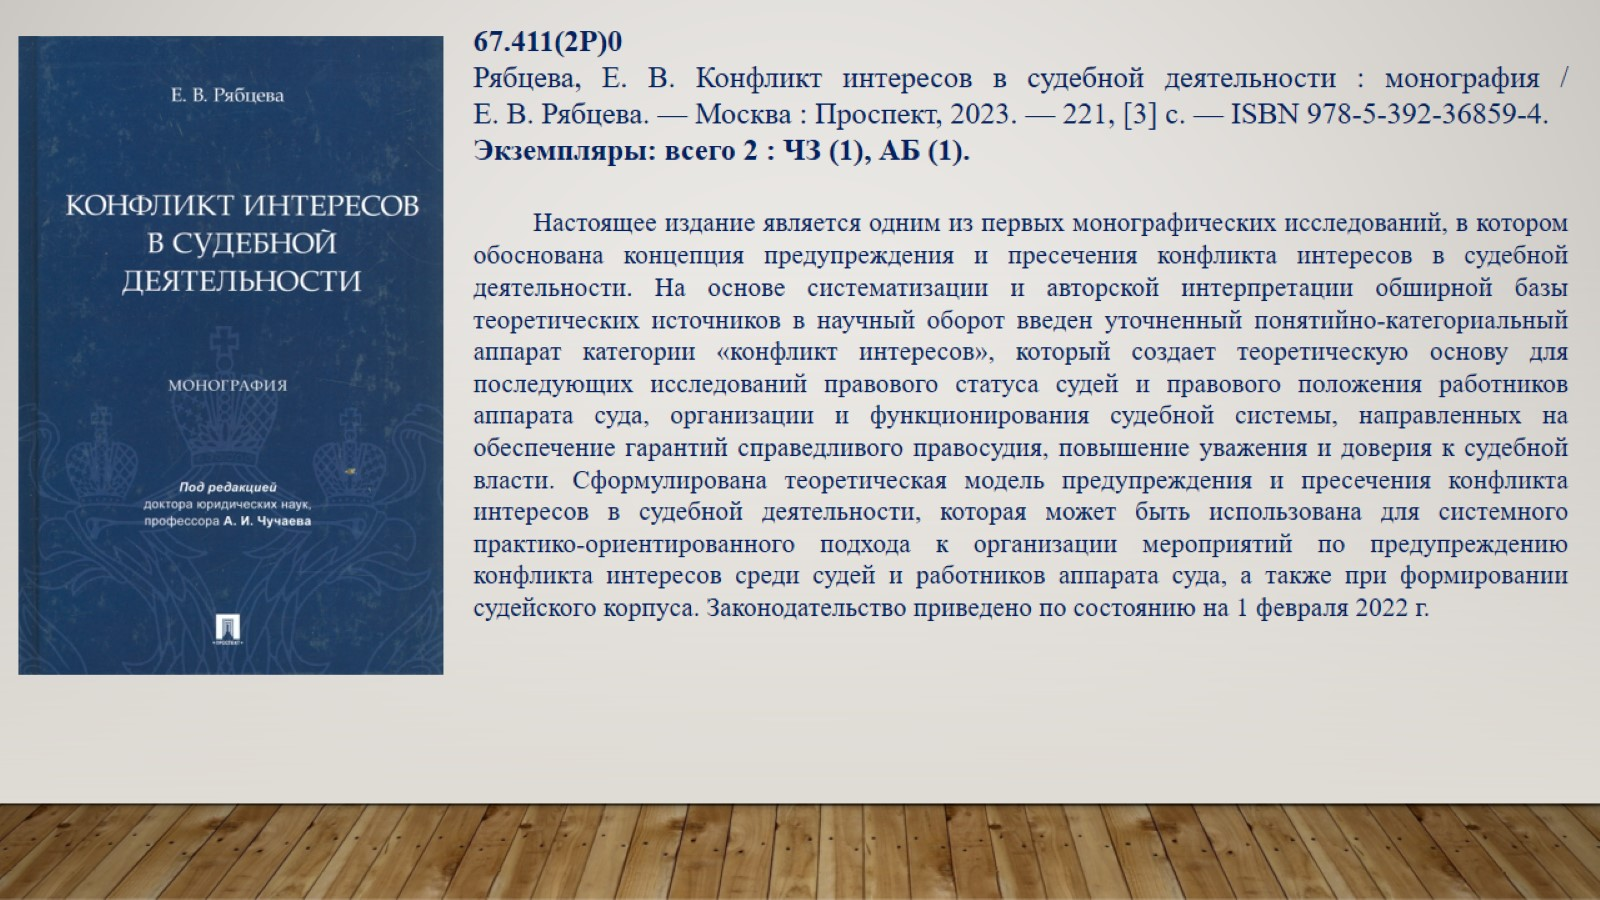 Е. В. Рябцева
КОНФЛИКТ ИНТЕРЕСОВ
В СУДЕБНОЙ
ДЕЯТЕЛЬНОСТИ
МОНОГРАФИЯ
Под редакцией
доктора юридических наук,
профессора А. И. Чучаева
•ПРОСПЕКТ•
67.411(2Р)0
Рябцева, Е. В. Конфликт интересов в судебной деятельности : монография /
Е. В. Рябцева. — Москва : Проспект, 2023. — 221, [3] с. — ISBN 978-5-392-36859-4.
Экземпляры: всего 2 : ЧЗ (1), АБ (1).
Настоящее издание является одним из первых монографических исследований, в котором
обоснована концепция предупреждения и пресечения конфликта интересов в судебной
деятельности. На основе систематизации и авторской интерпретации обширной базы
теоретических источников в научный оборот введен уточненный понятийно-категориальный
аппарат категории «конфликт интересов», который создает теоретическую основу для
последующих исследований правового статуса судей и правового положения работников
аппарата суда, организации и функционирования судебной системы, направленных на
обеспечение гарантий справедливого правосудия, повышение уважения и доверия к судебной
власти. Сформулирована теоретическая модель предупреждения и пресечения конфликта
интересов в судебной деятельности, которая может быть использована для системного
практико-ориентированного подхода к организации мероприятий по предупреждению
конфликта интересов среди судей и работников аппарата суда, а также при формировании
судейского корпуса. Законодательство приведено по состоянию на 1 февраля 2022 г.